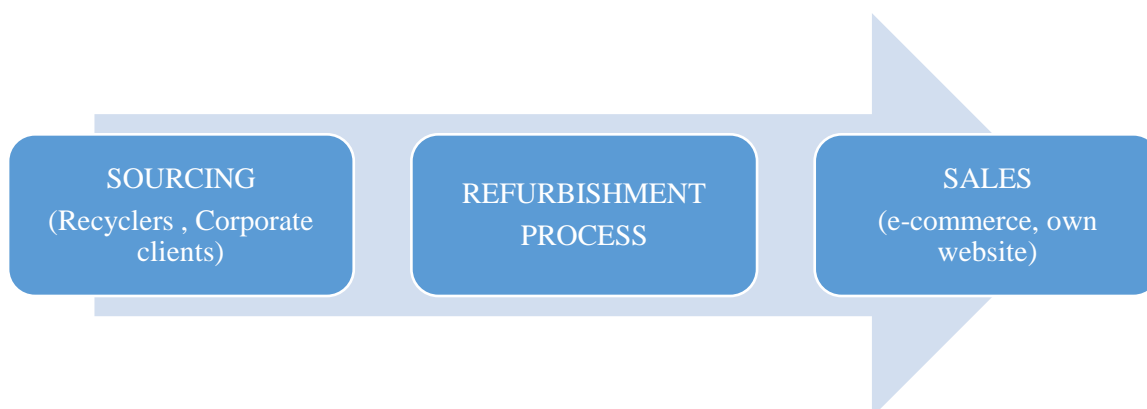 SOURCING
(Recyclers , Corporate
clients)
REFURBISHMENT
PROCESS
SALES
(e-commerce, own
website)